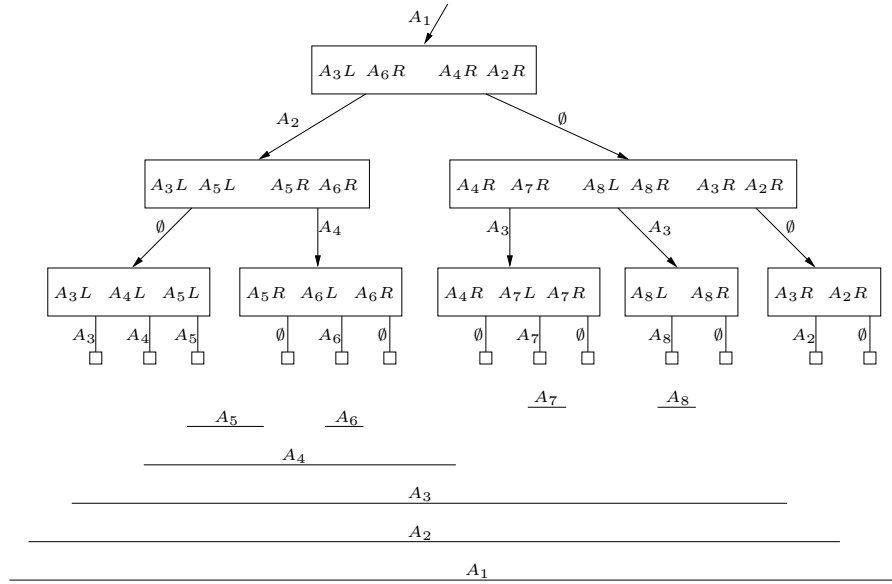 A₁
A₃L A₆R A₄R A₂R
A₂ ∅
A₃L A₅L A₅R A₆R A₄R A₇R A₈L A₈R A₃R A₂R
∅ A₄ A₃ A₃ ∅
A₃L A₄L A₅L A₅R A₆L A₆R A₄R A₇L A₇R A₈L A₈R A₃R A₂R
A₃ A₄ A₅ ∅ A₆ ∅ ∅ A₇ ∅ A₈ ∅ A₂ ∅
A₇ A₈
A₅ A₆
A₄
A₃
A₂
A₁